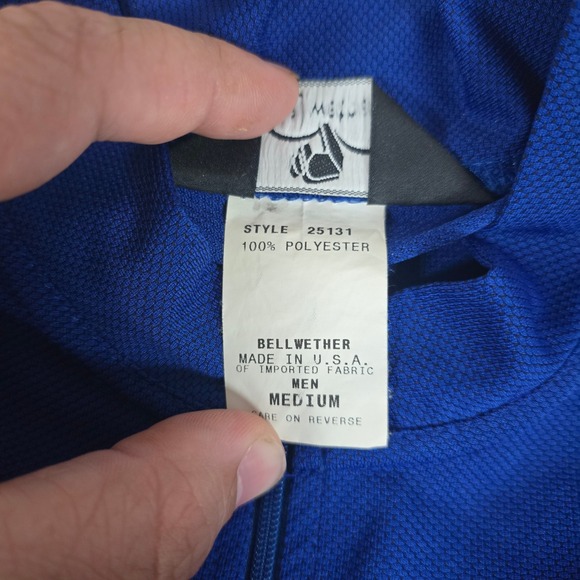 STYLE 25131
100% POLYESTER
BELLWETHER
MADE IN U.S.A.
OF IMPORTED FABRIC
MEN
MEDIUM
CARE ON REVERSE